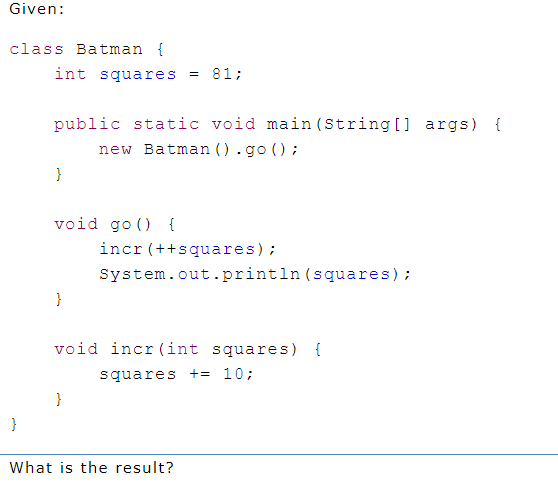 Given:
class Batman {
int squares = 81;
public static void main(String[] args) {
new Batman().go();
}
void go() {
incr(++squares);
System.out.println(squares);
}
void incr(int squares) {
squares += 10;
}
}
What is the result?